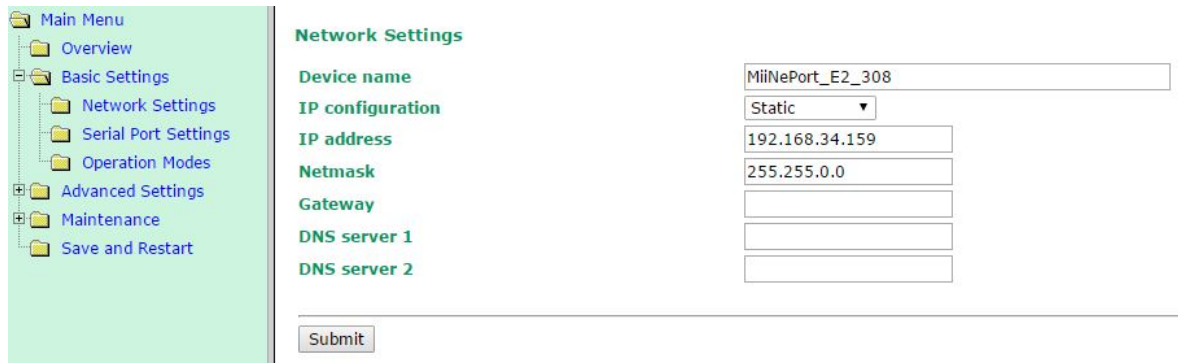 Main Menu
Overview
Basic Settings
Network Settings
Serial Port Settings
Operation Modes
Advanced Settings
Maintenance
Save and Restart
Network Settings
Device name MiiNePort_E2_308
IP configuration Static
IP address 192.168.34.159
Netmask 255.255.0.0
Gateway
DNS server 1
DNS server 2
Submit